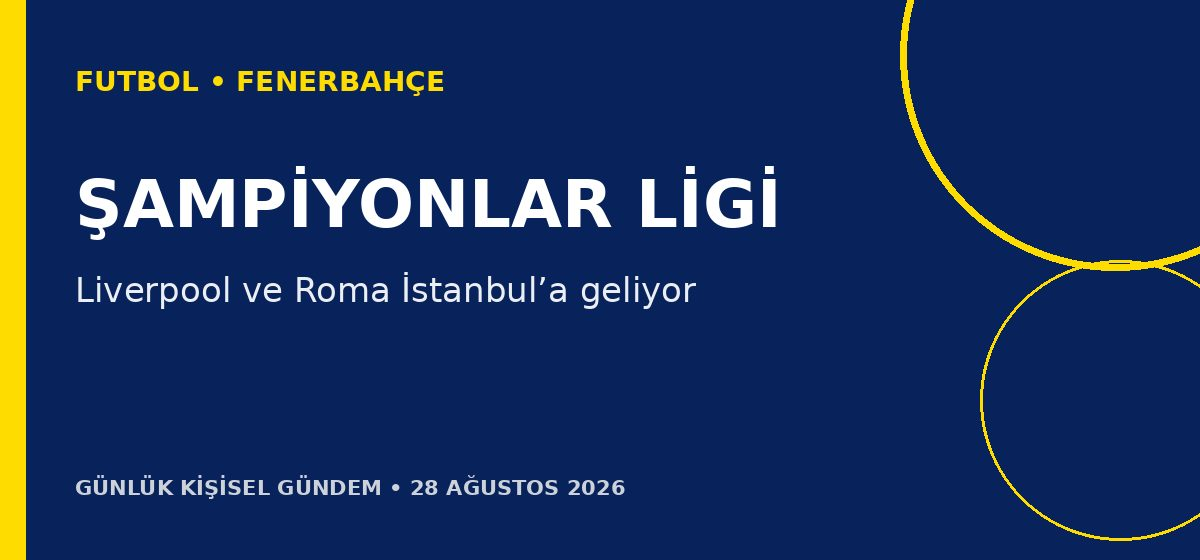 FUTBOL • FENERBAHÇE
ŞAMPİYONLAR LİGİ
Liverpool ve Roma İstanbul’a geliyor
GÜNLÜK KİŞİSEL GÜNDEM • 28 AĞUSTOS 2026